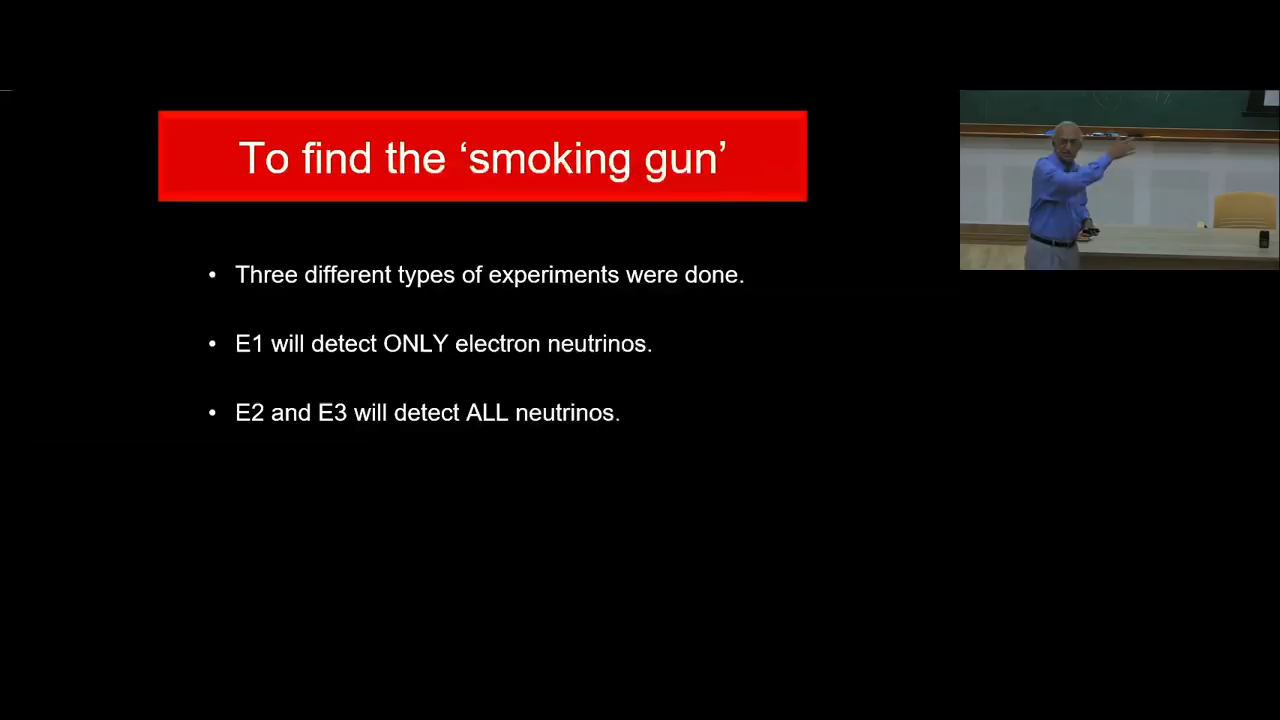 To find the ‘smoking gun’
• Three different types of experiments were done.
• E1 will detect ONLY electron neutrinos.
• E2 and E3 will detect ALL neutrinos.